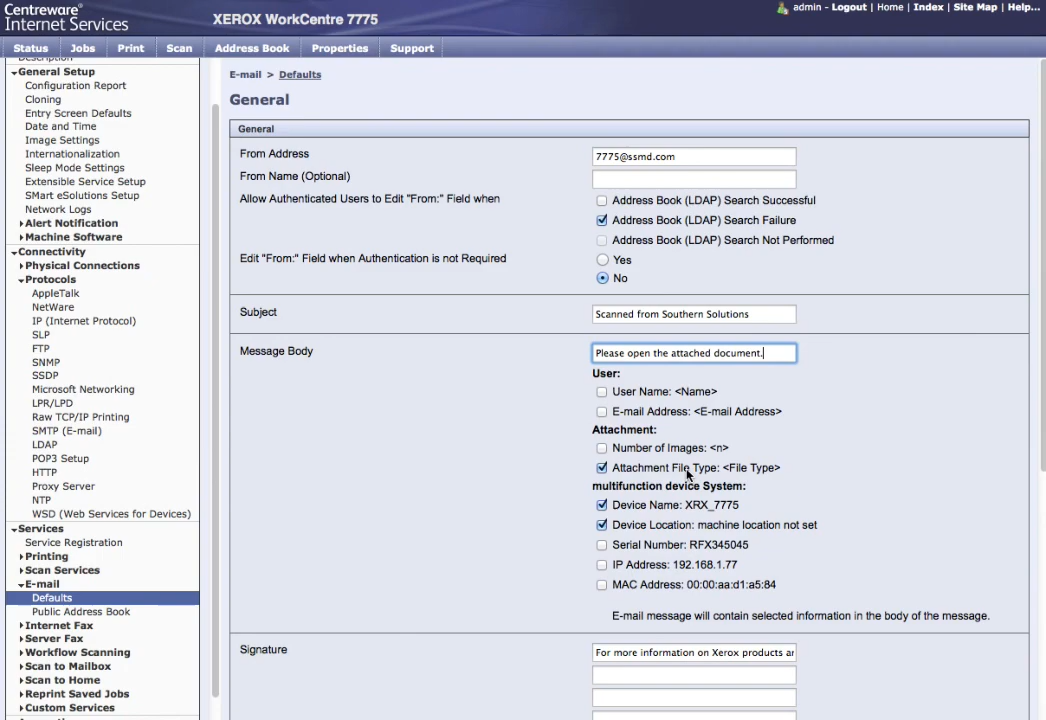 Centreware
Internet Services
XEROX WorkCentre 7775
admin - Logout | Home | Index | Site Map | Help...
Status Jobs Print Scan Address Book Properties Support
Description
General Setup
Configuration Report
Cloning
Entry Screen Defaults
Date and Time
Image Settings
Internationalization
Sleep Mode Settings
Extensible Service Setup
SMart eSolutions Setup
Network Logs
Alert Notification
Machine Software
Connectivity
Physical Connections
Protocols
AppleTalk
NetWare
IP (Internet Protocol)
SLP
FTP
SNMP
SSDP
Microsoft Networking
LPR/LPD
Raw TCP/IP Printing
SMTP (E-mail)
LDAP
POP3 Setup
HTTP
Proxy Server
NTP
WSD (Web Services for Devices)
Services
Service Registration
Printing
Scan Services
E-mail
Defaults
Public Address Book
Internet Fax
Server Fax
Workflow Scanning
Scan to Mailbox
Scan to Home
Reprint Saved Jobs
Custom Services
E-mail > Defaults
General
General
From Address
7775@ssmd.com
From Name (Optional)
Allow Authenticated Users to Edit "From:" Field when
Address Book (LDAP) Search Successful
Address Book (LDAP) Search Failure
Address Book (LDAP) Search Not Performed
Edit "From:" Field when Authentication is not Required
Yes
No
Subject
Scanned from Southern Solutions
Message Body
Please open the attached document.
User:
User Name: <Name>
E-mail Address: <E-mail Address>
Attachment:
Number of Images: <n>
Attachment File Type: <File Type>
multifunction device System:
Device Name: XRX_7775
Device Location: machine location not set
Serial Number: RFX345045
IP Address: 192.168.1.77
MAC Address: 00:00:aa:d1:a5:84
E-mail message will contain selected information in the body of the message.
Signature
For more information on Xerox products ar